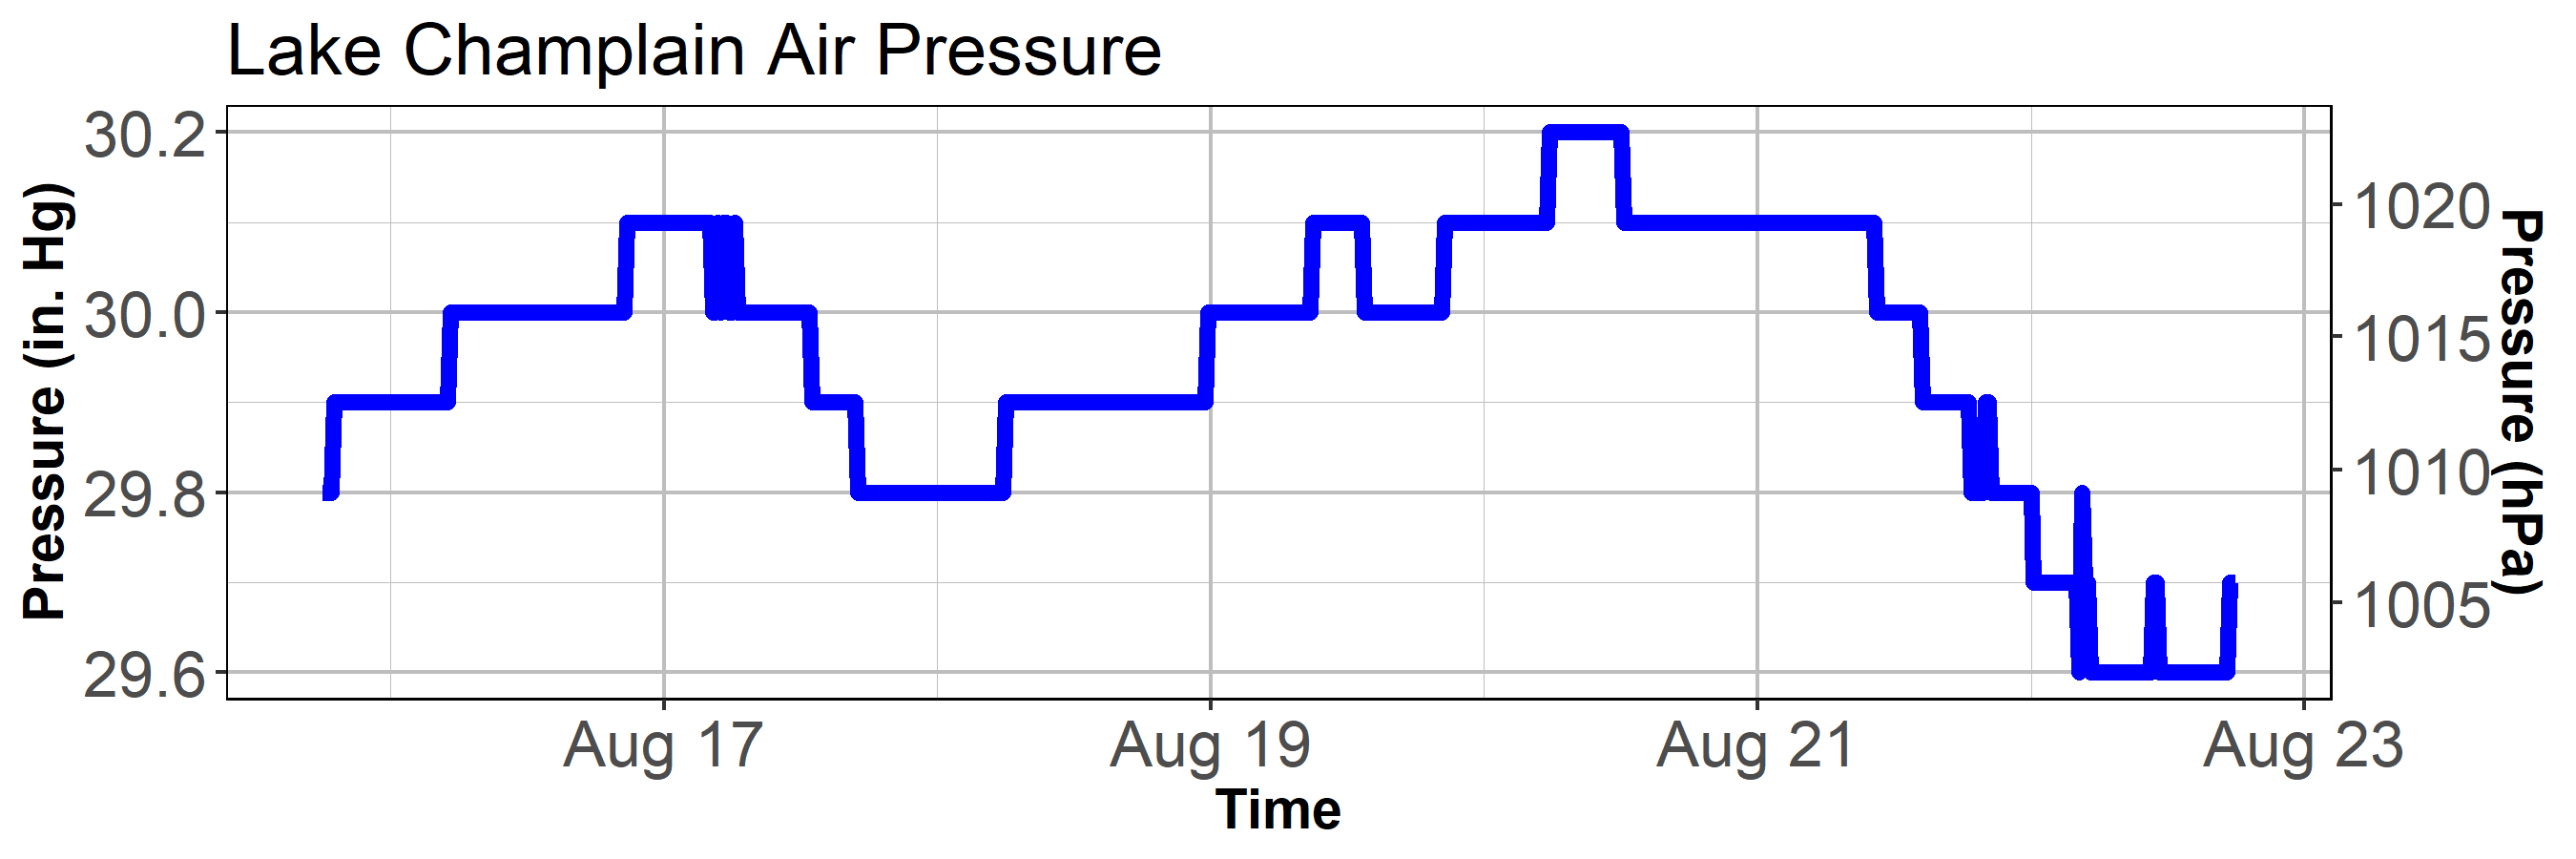 Lake Champlain Air Pressure
30.2
30.0
29.8
29.6
Pressure (in. Hg)
1020
1015
1010
1005
Pressure (hPa)
Aug 17
Aug 19
Aug 21
Aug 23
Time